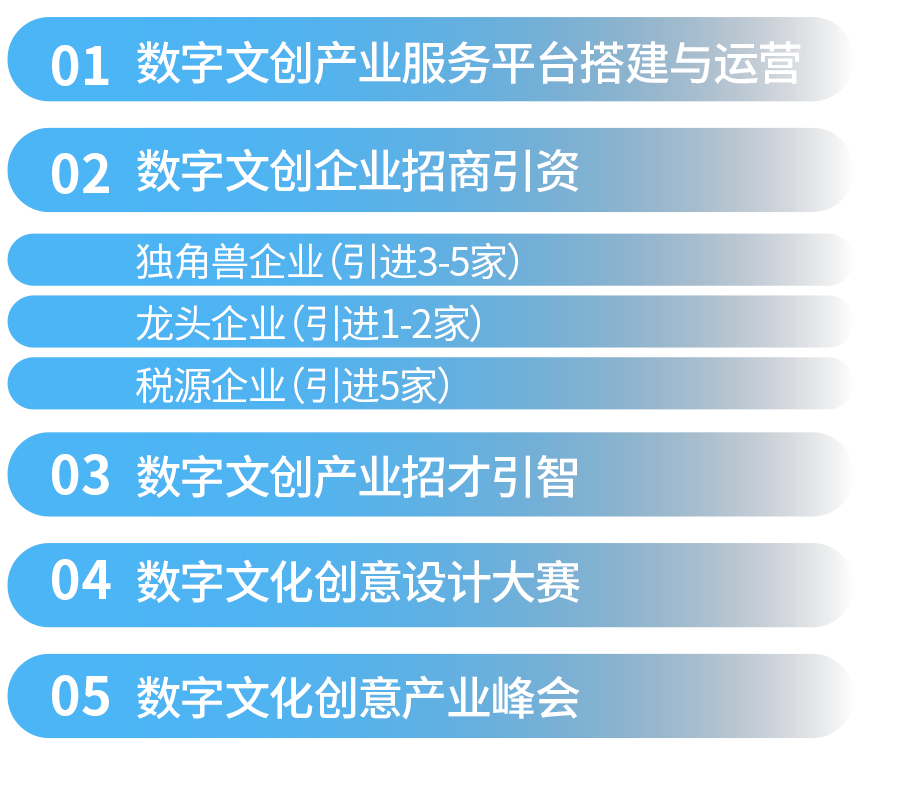 01 数字文创产业服务平台搭建与运营
02 数字文创企业招商引资
独角兽企业（引进3-5家）
龙头企业（引进1-2家）
税源企业（引进5家）
03 数字文创产业招才引智
04 数字文化创意设计大赛
05 数字文化创意产业峰会